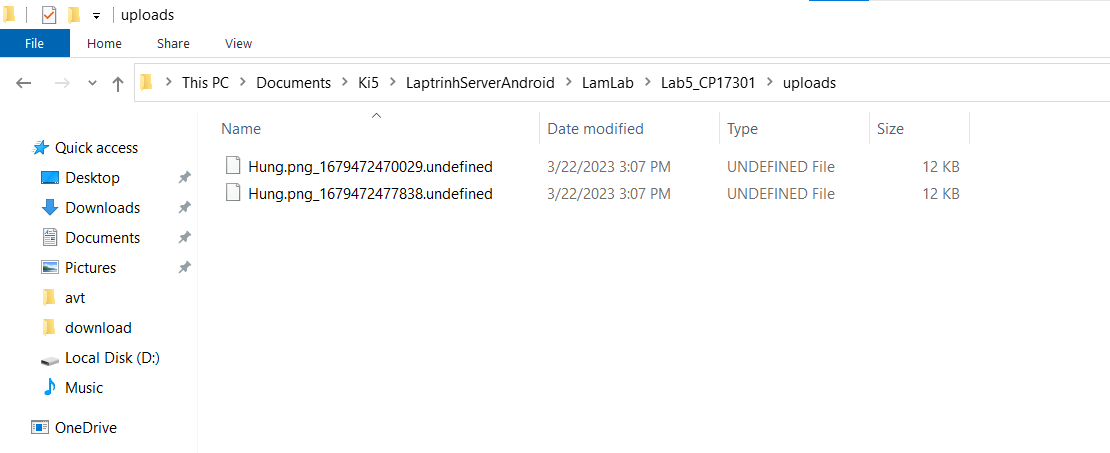 uploads
File Home Share View
This PC Documents Ki5 LaptrinhServerAndroid LamLab Lab5_CP17301 uploads
Name Date modified Type Size
Quick access
Hung.png_1679472470029.undefined 3/22/2023 3:07 PM UNDEFINED File 12 KB
Desktop
Hung.png_1679472477838.undefined 3/22/2023 3:07 PM UNDEFINED File 12 KB
Downloads
Documents
Pictures
avt
download
Local Disk (D:)
Music
OneDrive